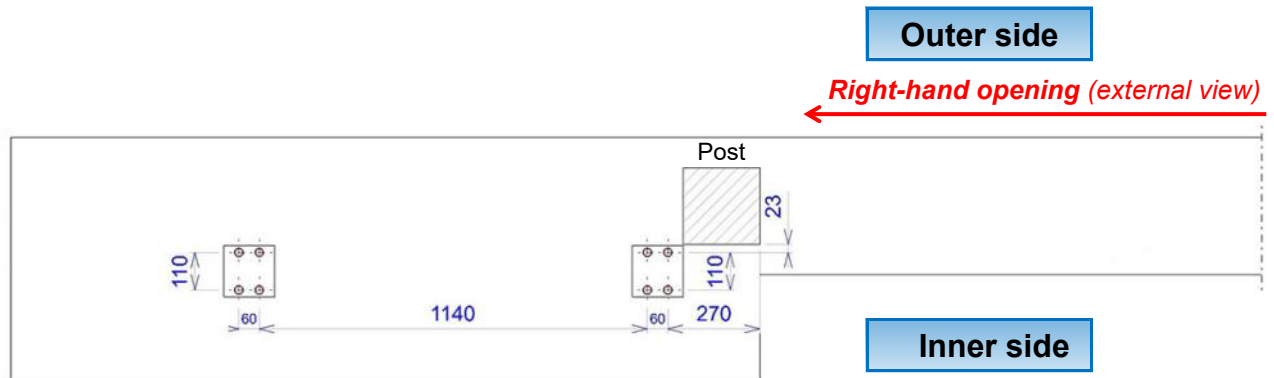 Outer side
Right-hand opening (external view)
Post
23
110
110
60
1140
60
270
Inner side